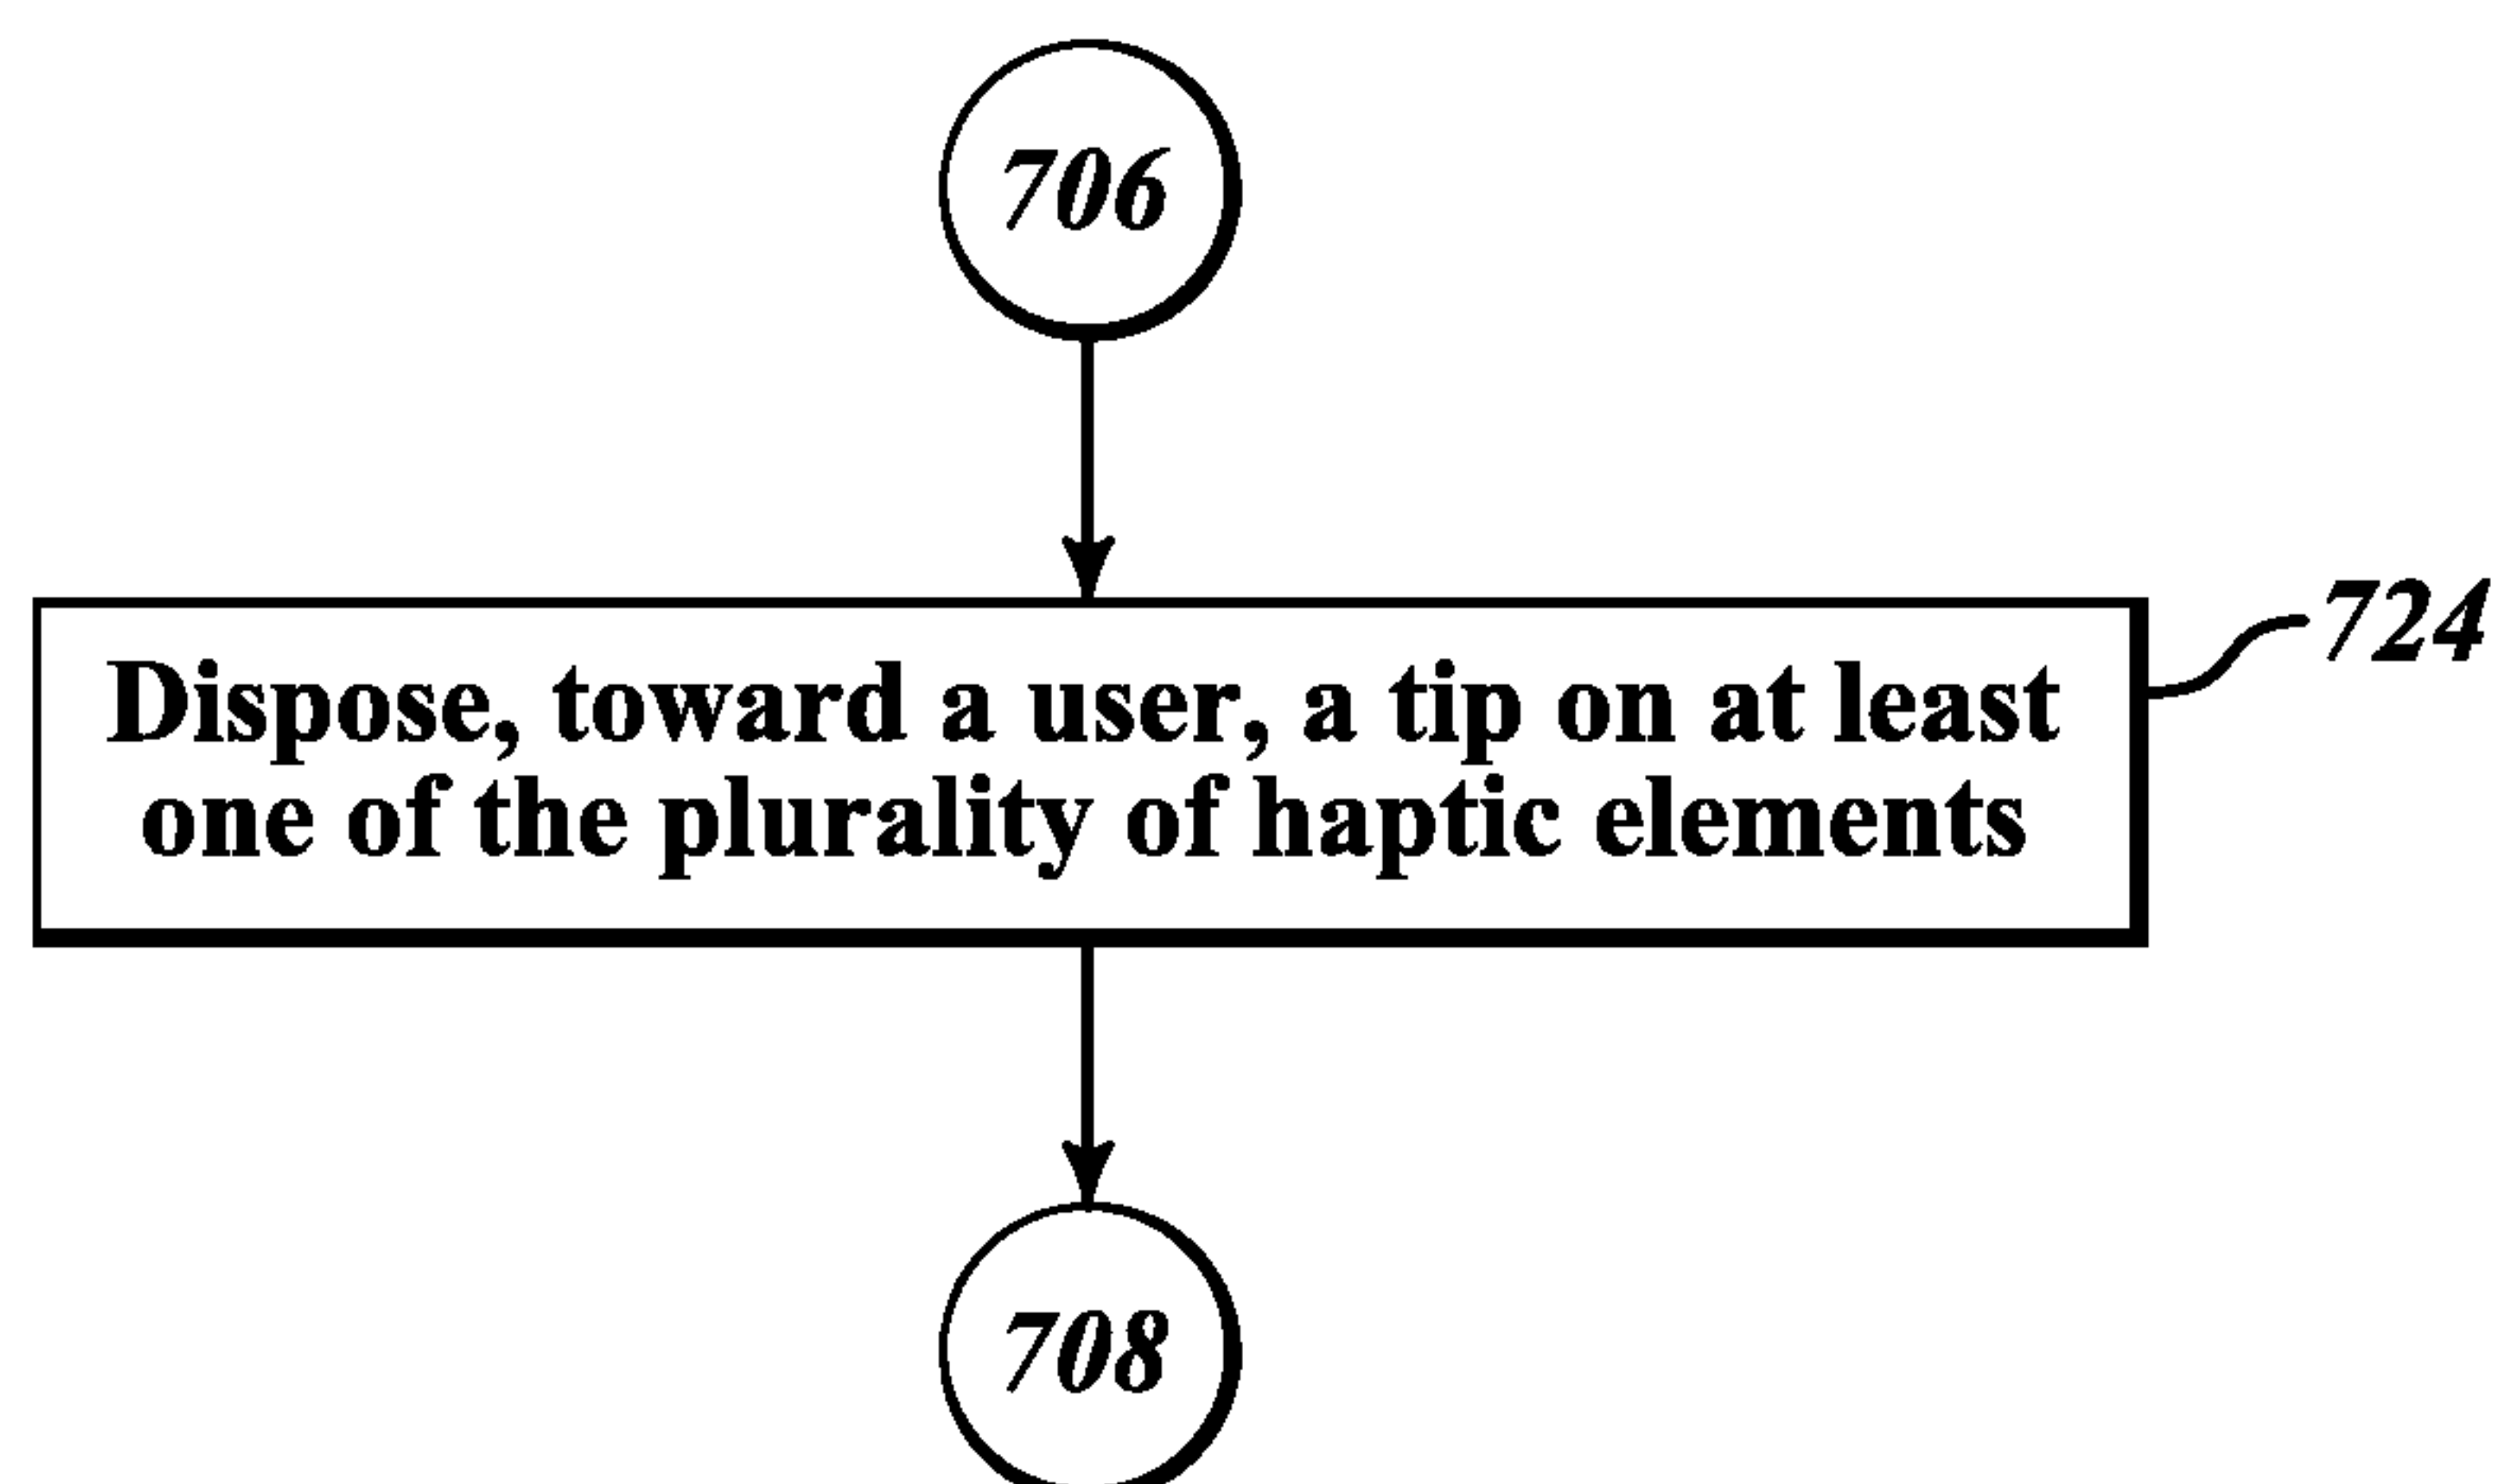 706
724
Dispose, toward a user, a tip on at least
one of the plurality of haptic elements
708